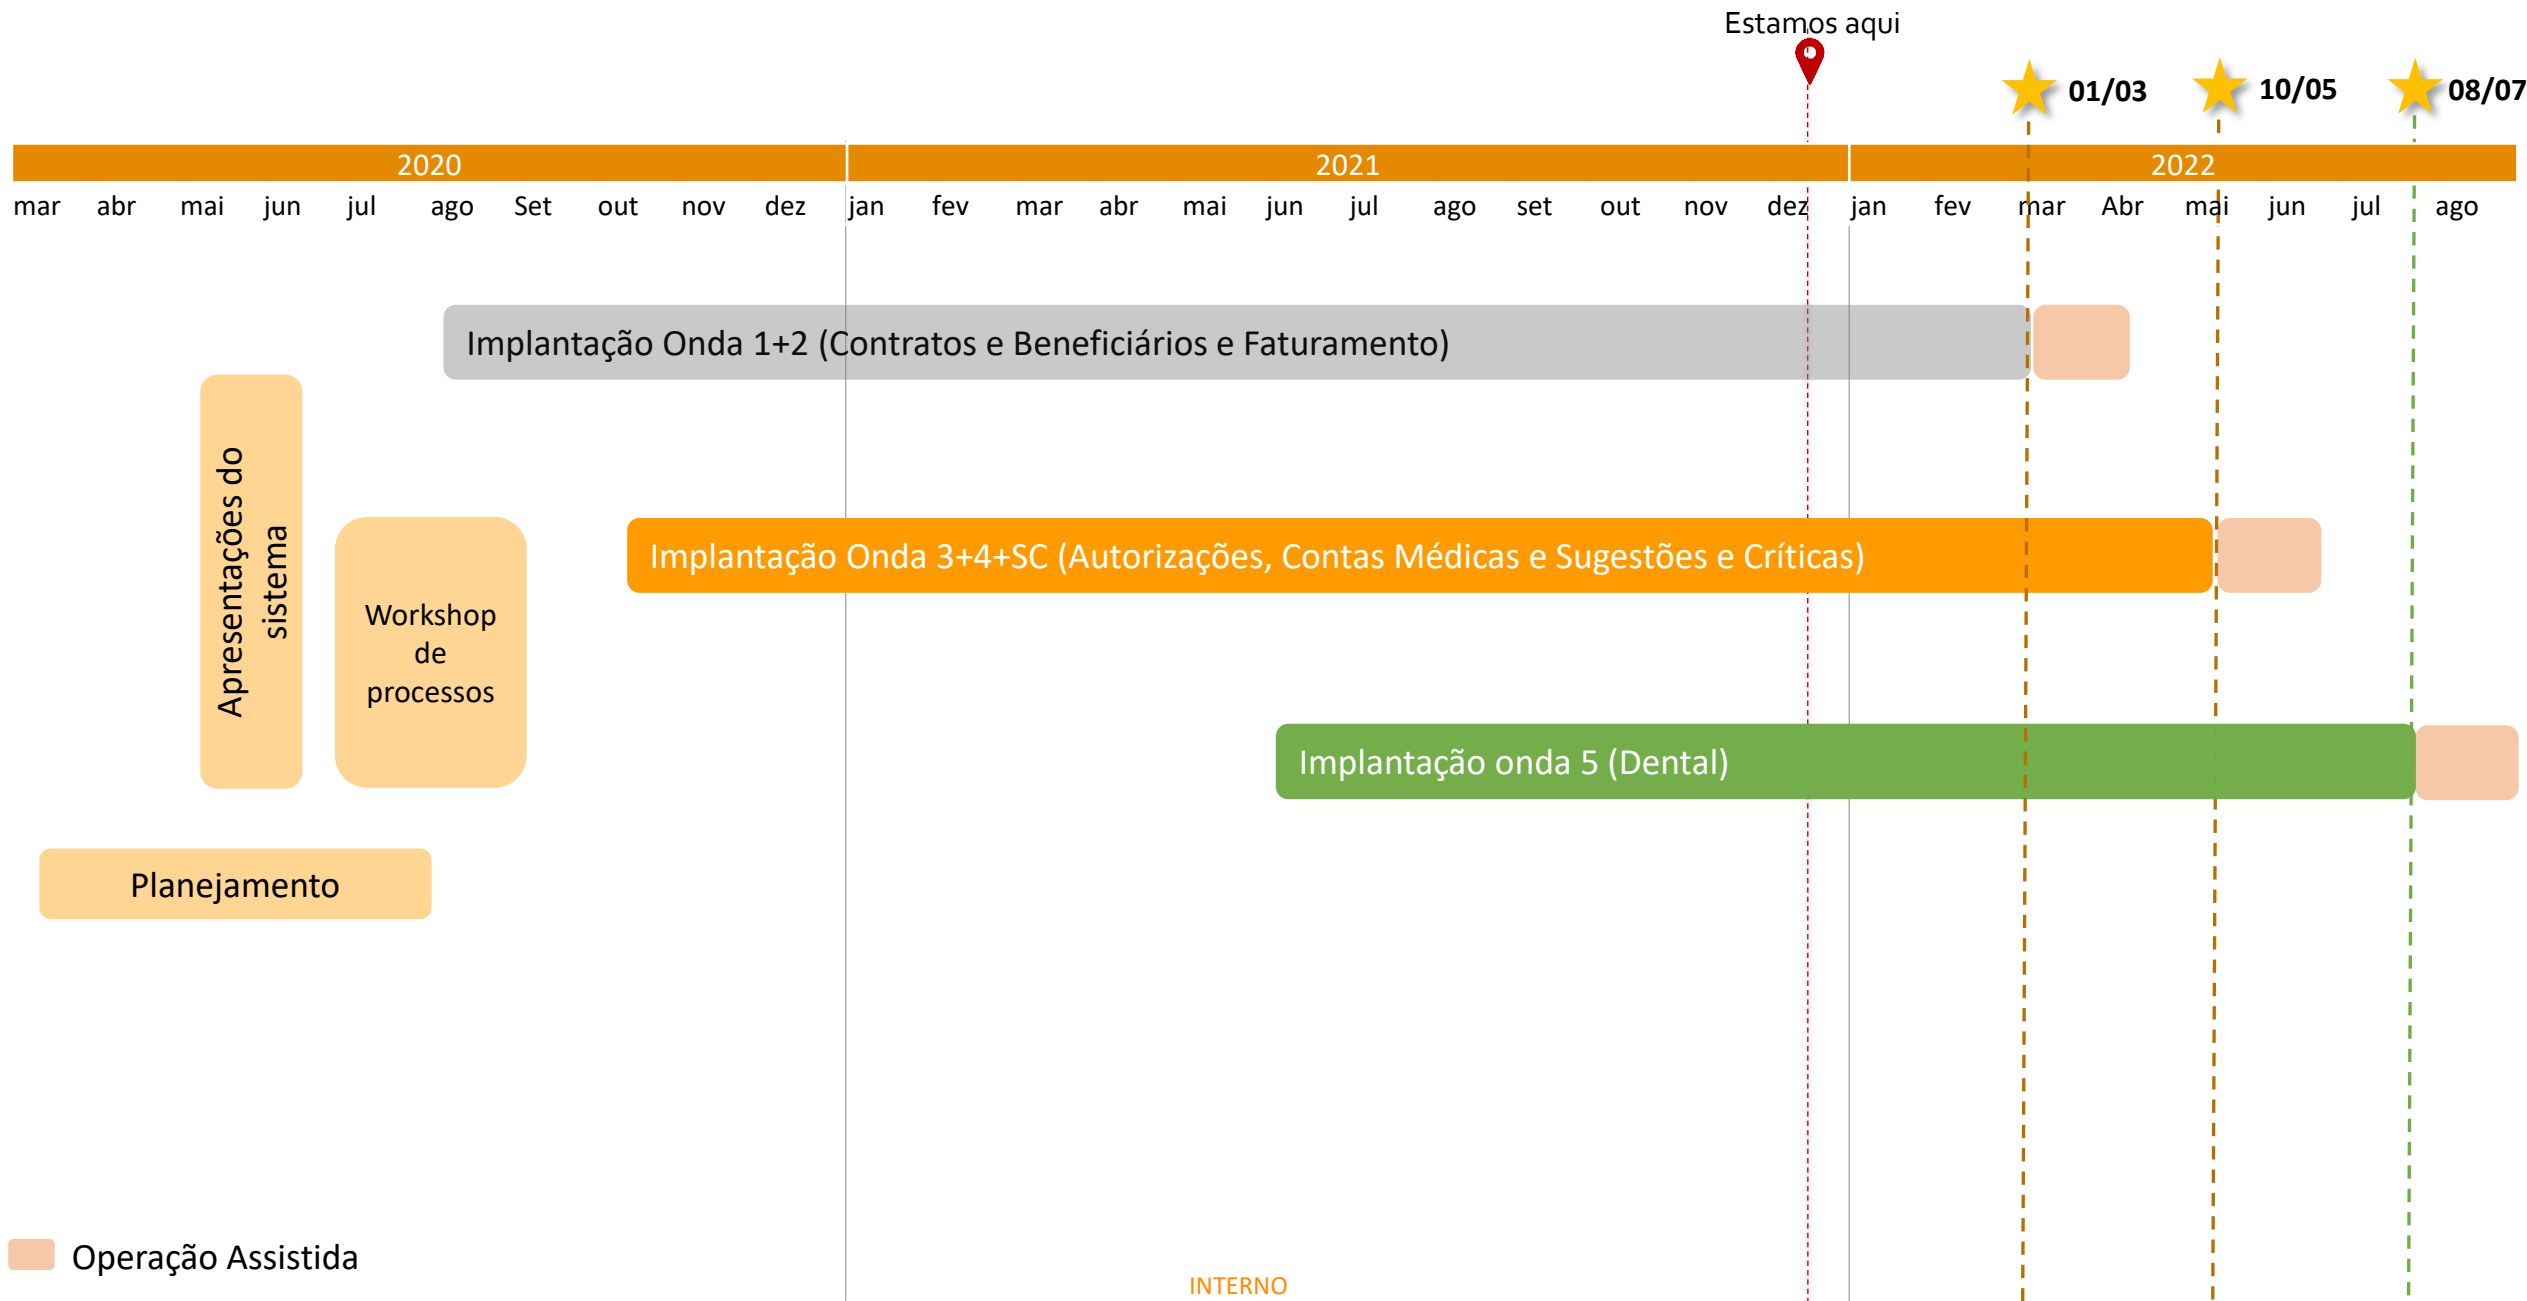 Estamos aqui
01/03
10/05
08/07
2020
2021
2022
mar abr mai jun jul ago Set out nov dez jan fev mar abr mai jun jul ago set out nov dez jan fev mar Abr mai jun jul ago
Implantação Onda 1+2 (Contratos e Beneficiários e Faturamento)
Apresentações do
sistema
Workshop
de
processos
Implantação Onda 3+4+SC (Autorizações, Contas Médicas e Sugestões e Críticas)
Implantação onda 5 (Dental)
Planejamento
Operação Assistida
INTERNO